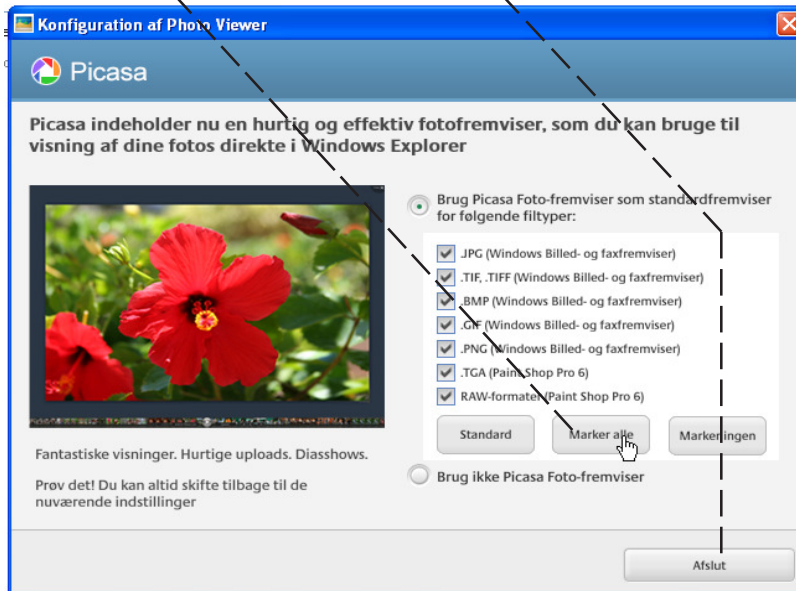 Konfiguration af Photo Viewer
Picasa
Picasa indeholder nu en hurtig og effektiv fotofremviser, som du kan bruge til
visning af dine fotos direkte i Windows Explorer
Brug Picasa Foto-fremviser som standardfremviser
for følgende filtyper:
.JPG (Windows Billed- og faxfremviser)
.TIF, .TIFF (Windows Billed- og faxfremviser)
.BMP (Windows Billed- og faxfremviser)
.GIF (Windows Billed- og faxfremviser)
.PNG (Windows Billed- og faxfremviser)
.TGA (Paint Shop Pro 6)
RAW-formater (Paint Shop Pro 6)
Standard
Marker alle
Marker ingen
Brug ikke Picasa Foto-fremviser
Fantastiske visninger. Hurtige uploads. Diasshows.
Prøv det! Du kan altid skifte tilbage til de
nuværende indstillinger
Afslut